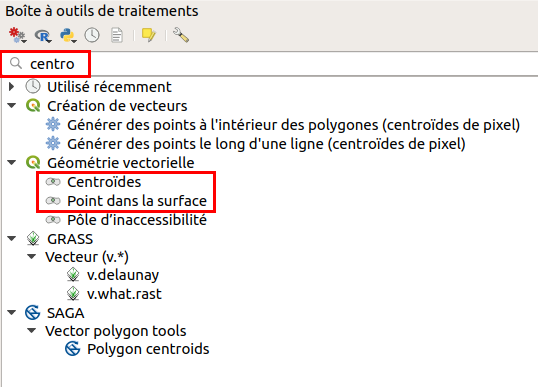 Boîte à outils de traitements
centro
Utilisé récemment
Création de vecteurs
Générer des points à l'intérieur des polygones (centroïdes de pixel)
Générer des points le long d'une ligne (centroïdes de pixel)
Géométrie vectorielle
Centroïdes
Point dans la surface
Pôle d’inaccessibilité
GRASS
Vecteur (v.*)
v.delaunay
v.what.rast
SAGA
Vector polygon tools
Polygon centroids